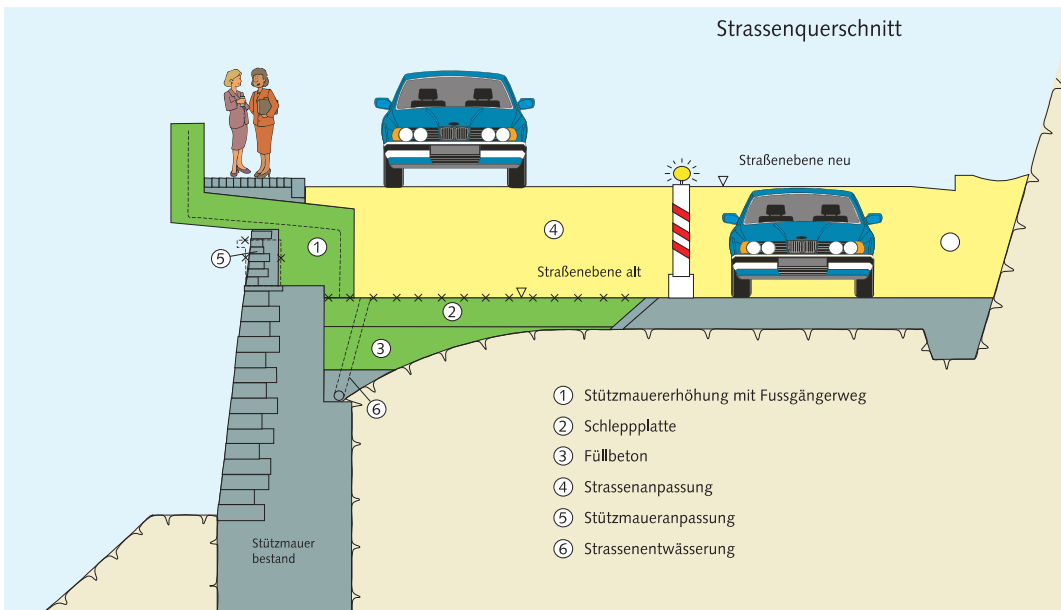 Strassenquerschnitt
Straßenebene neu
④
①
⑤
Straßenebene alt
②
③
⑥
① Stützmauererhöhung mit Fussgängerweg
② Schleppplatte
③ Füllbeton
④ Strassenanpassung
⑤ Stützmaueranpassung
⑥ Strassenentwässerung
Stützmauer
bestand